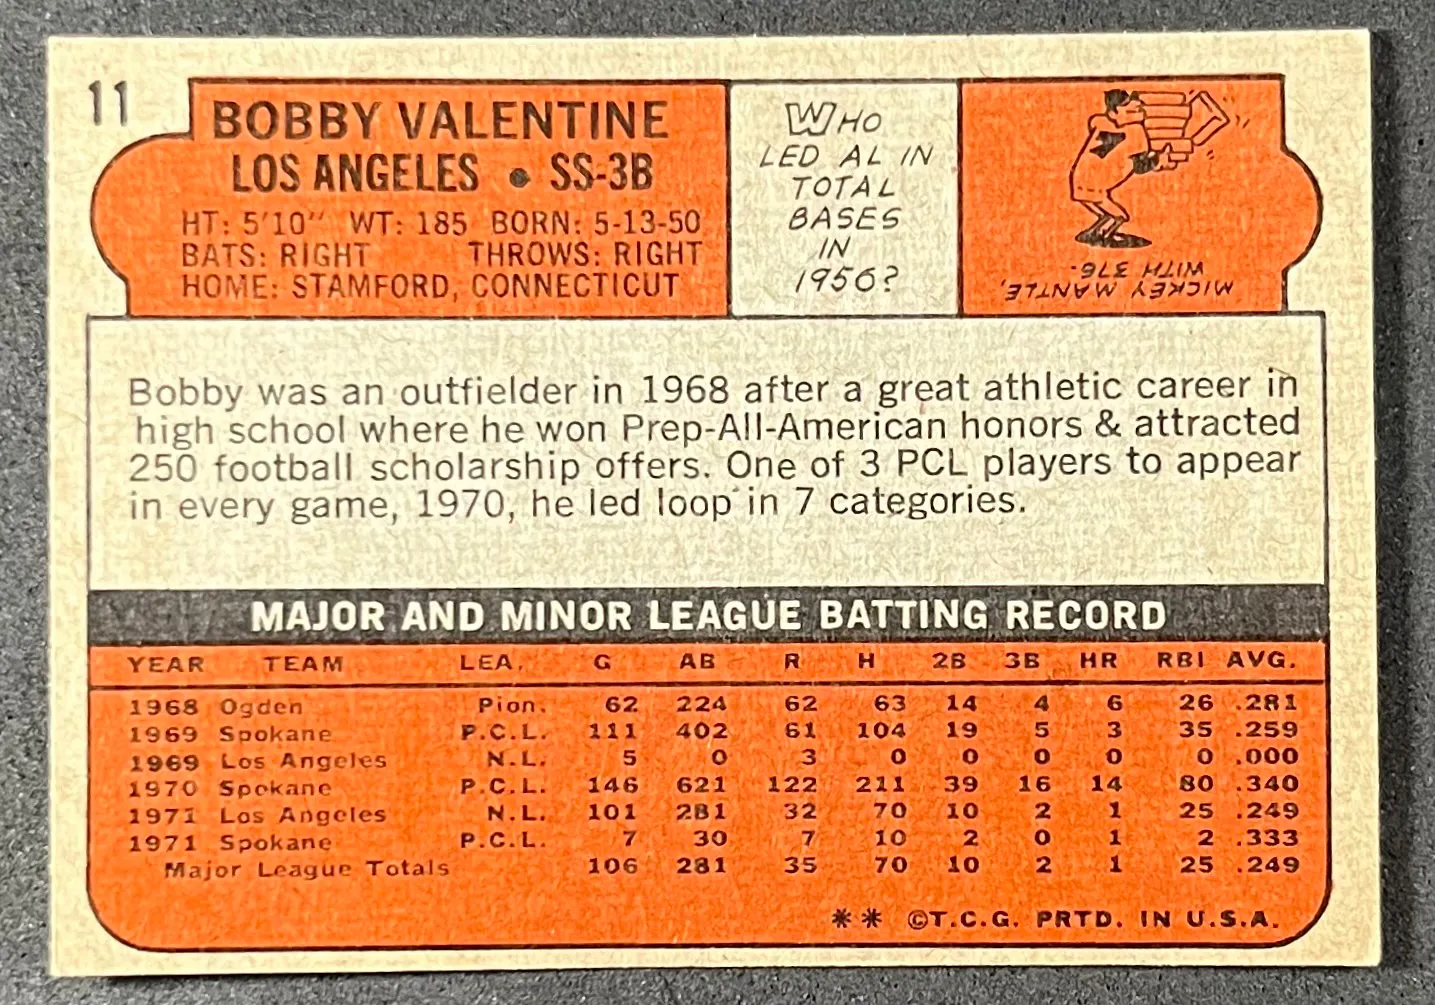 11
BOBBY VALENTINE
LOS ANGELES • SS-3B
HT: 5'10" WT: 185 BORN: 5-13-50
BATS: RIGHT THROWS: RIGHT
HOME: STAMFORD, CONNECTICUT
WHO
LED AL IN
TOTAL
BASES
IN
1956?
MICKEY MANTLE,
WITH 376.
Bobby was an outfielder in 1968 after a great athletic career in
high school where he won Prep-All-American honors & attracted
250 football scholarship offers. One of 3 PCL players to appear
in every game, 1970, he led loop in 7 categories.
MAJOR AND MINOR LEAGUE BATTING RECORD
YEAR TEAM LEA. G AB R H 2B 3B HR RBI AVG.
1968 Ogden Pion. 62 224 62 63 14 4 6 26 .281
1969 Spokane P.C.L. 111 402 61 104 19 5 3 35 .259
1969 Los Angeles N.L. 5 0 3 0 0 0 0 0 .000
1970 Spokane P.C.L. 146 621 122 211 39 16 14 80 .340
1971 Los Angeles N.L. 101 281 32 70 10 2 1 25 .249
1971 Spokane P.C.L. 7 30 7 10 2 0 1 2 .333
Major League Totals 106 281 35 70 10 2 1 25 .249
** ©T.C.G. PRTD. IN U.S.A.